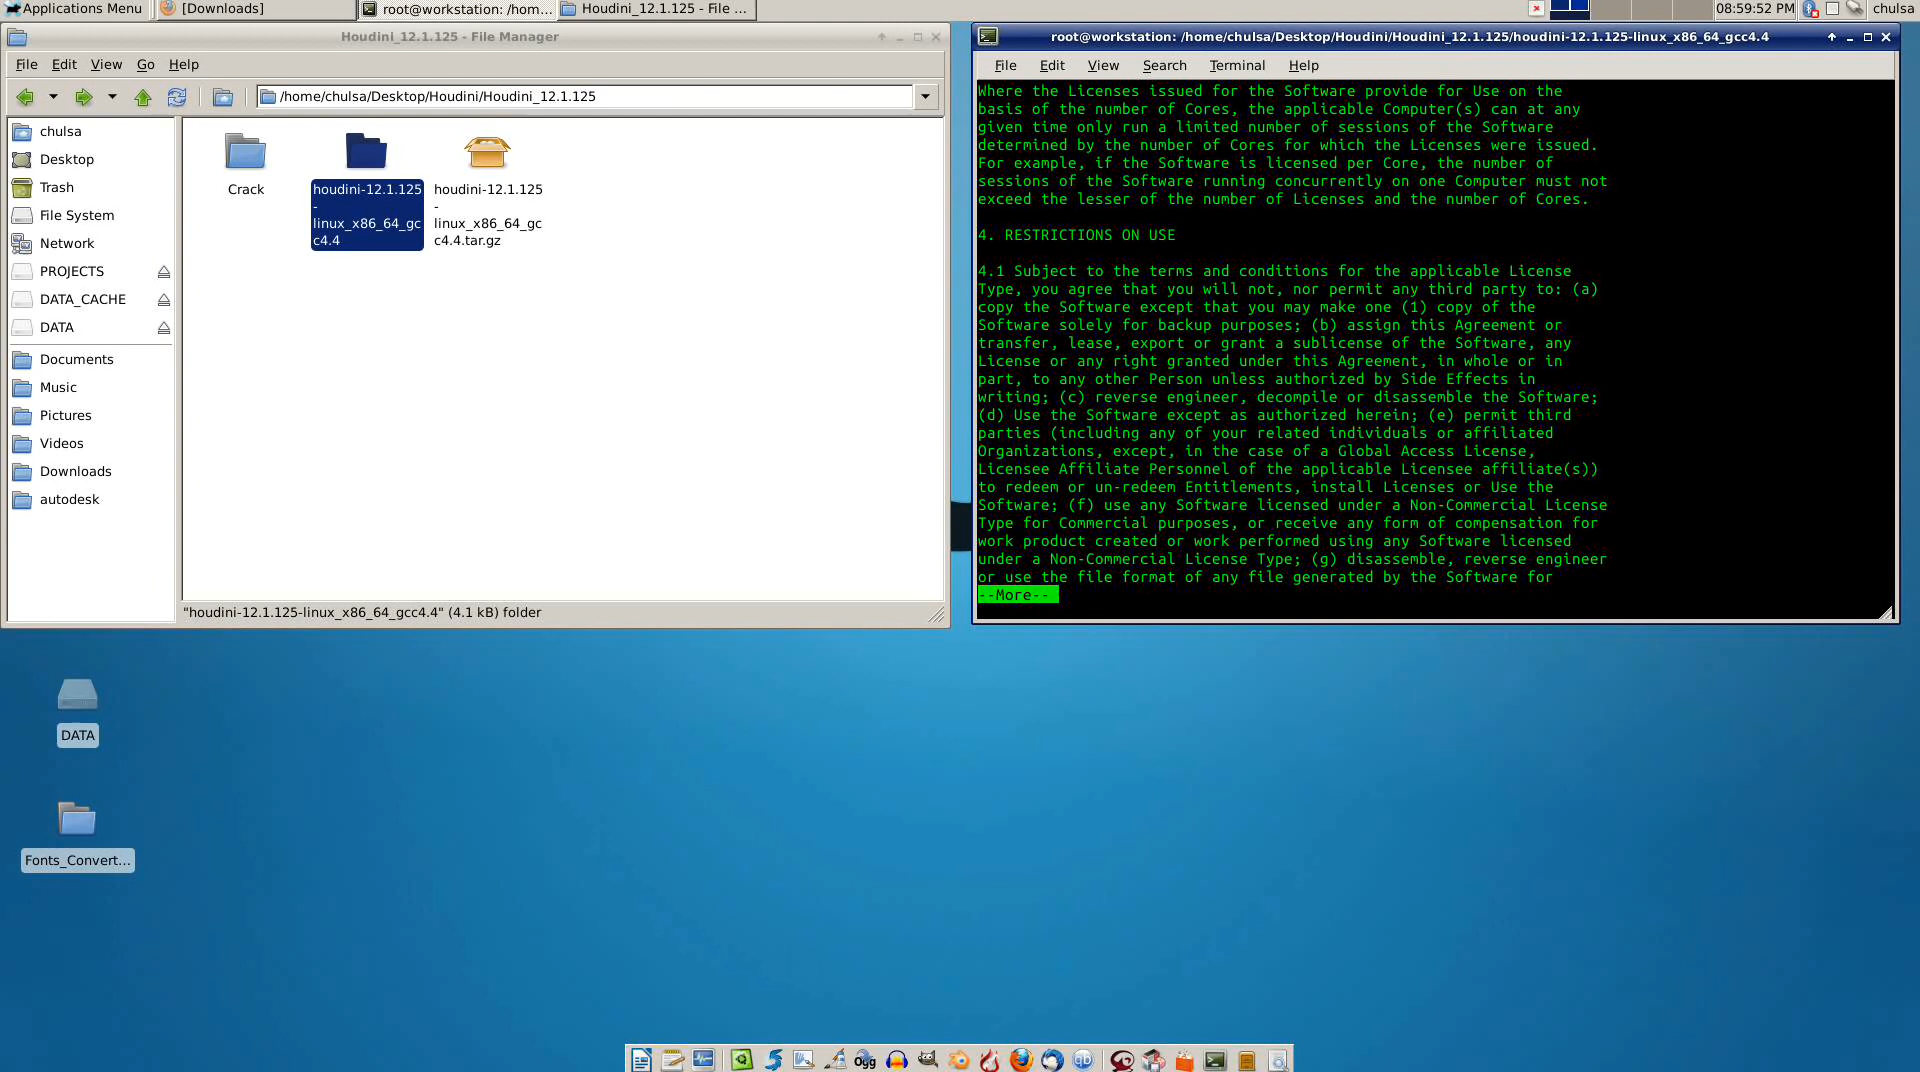 Applications Menu
[Downloads]
root@workstation: /hom...
Houdini_12.1.125 - File ...
08:59:52 PM
chulsa
Houdini_12.1.125 - File Manager
File Edit View Go Help
/home/chulsa/Desktop/Houdini/Houdini_12.1.125
chulsa
Desktop
Trash
File System
Network
PROJECTS
DATA_CACHE
DATA
Documents
Music
Pictures
Videos
Downloads
autodesk
Crack
houdini-12.1.125
-
linux_x86_64_gc
c4.4
houdini-12.1.125
-
linux_x86_64_gc
c4.4.tar.gz
"houdini-12.1.125-linux_x86_64_gcc4.4" (4.1 kB) folder
root@workstation: /home/chulsa/Desktop/Houdini/Houdini_12.1.125/houdini-12.1.125-linux_x86_64_gcc4.4
File Edit View Search Terminal Help
Where the Licenses issued for the Software provide for Use on the
basis of the number of Cores, the applicable Computer(s) can at any
given time only run a limited number of sessions of the Software
determined by the number of Cores for which the Licenses were issued.
For example, if the Software is licensed per Core, the number of
sessions of the Software running concurrently on one Computer must not
exceed the lesser of the number of Licenses and the number of Cores.
4. RESTRICTIONS ON USE
4.1 Subject to the terms and conditions for the applicable License
Type, you agree that you will not, nor permit any third party to: (a)
copy the Software except that you may make one (1) copy of the
Software solely for backup purposes; (b) assign this Agreement or
transfer, lease, export or grant a sublicense of the Software, any
License or any right granted under this Agreement, in whole or in
part, to any other Person unless authorized by Side Effects in
writing; (c) reverse engineer, decompile or disassemble the Software;
(d) Use the Software except as authorized herein; (e) permit third
parties (including any of your related individuals or affiliated
Organizations, except, in the case of a Global Access License,
Licensee Affiliate Personnel of the applicable Licensee affiliate(s))
to redeem or un-redeem Entitlements, install Licenses or Use the
Software; (f) use any Software licensed under a Non-Commercial License
Type for Commercial purposes, or receive any form of compensation for
work product created or work performed using any Software licensed
under a Non-Commercial License Type; (g) disassemble, reverse engineer
or use the file format of any file generated by the Software for
--More--
DATA
Fonts_Convert...
Ogg
qb